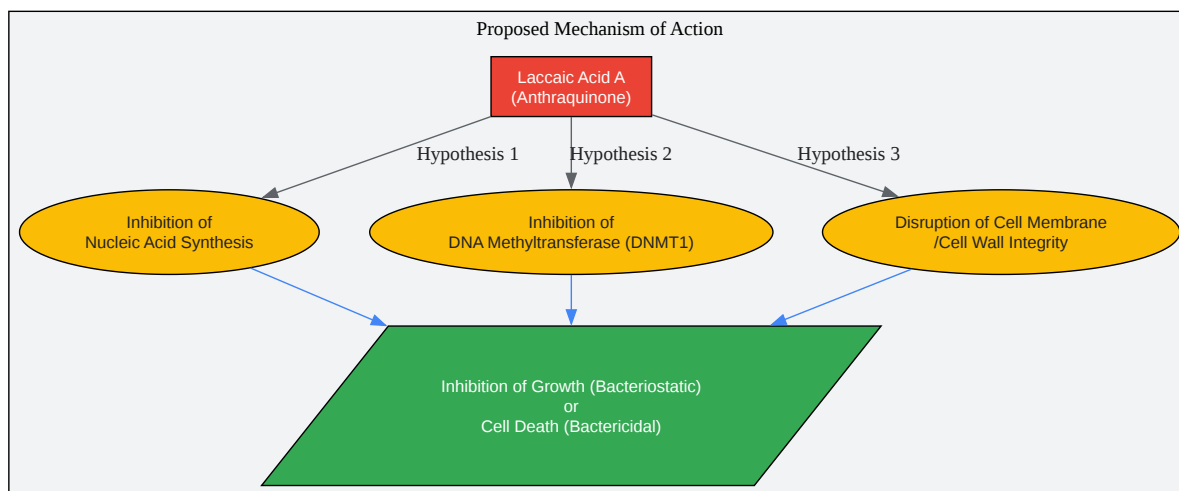 Proposed Mechanism of Action
Laccaic Acid A
(Anthraquinone)
Hypothesis 1
Hypothesis 2
Hypothesis 3
Inhibition of
Nucleic Acid Synthesis
Inhibition of
DNA Methyltransferase (DNMT1)
Disruption of Cell Membrane
/Cell Wall Integrity
Inhibition of Growth (Bacteriostatic)
or
Cell Death (Bactericidal)